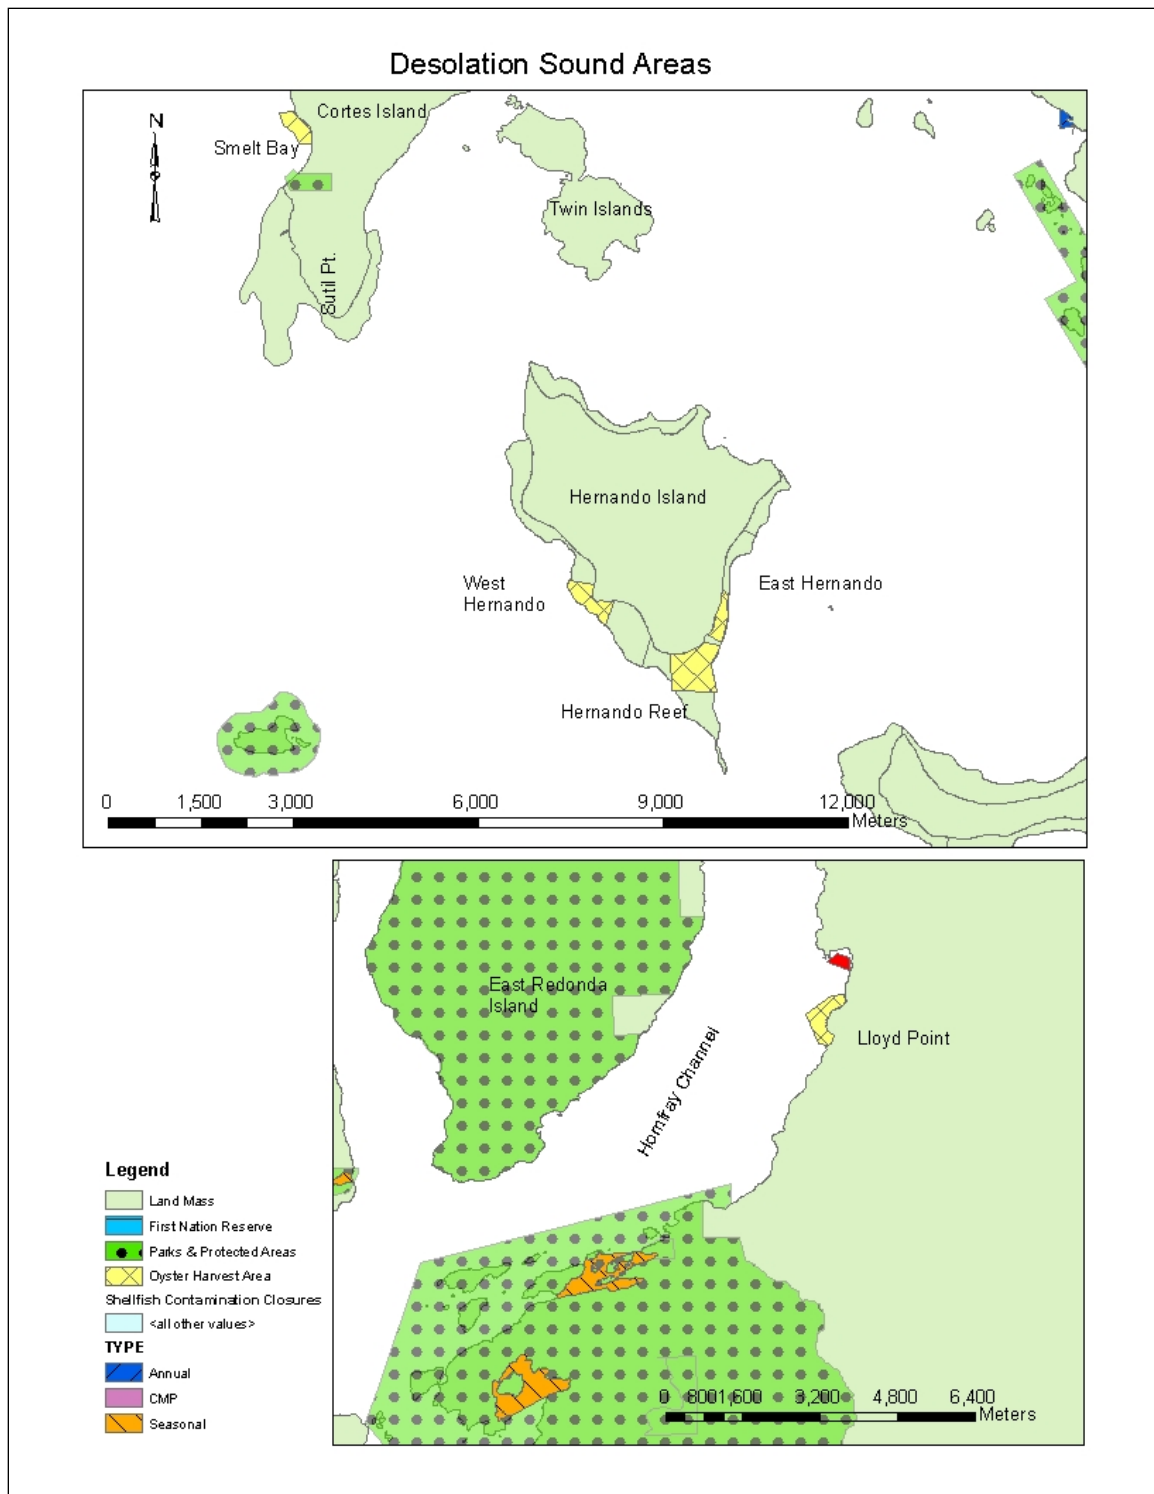 Desolation Sound Areas
N
Cortes Island
Smelt Bay
Twin Islands
Sutil Pt.
Hernando Island
West
Hernando
East Hernando
Hernando Reef
0 1,500 3,000 6,000 9,000 12,000
Meters
East Redonda
Island
Lloyd Point
Homfray Channel
Legend
Land Mass
First Nation Reserve
Parks & Protected Areas
Oyster Harvest Area
Shellfish Contamination Closures
<all other values>
TYPE
Annual
CMP
Seasonal
0 800 1,600 3,200 4,800 6,400
Meters